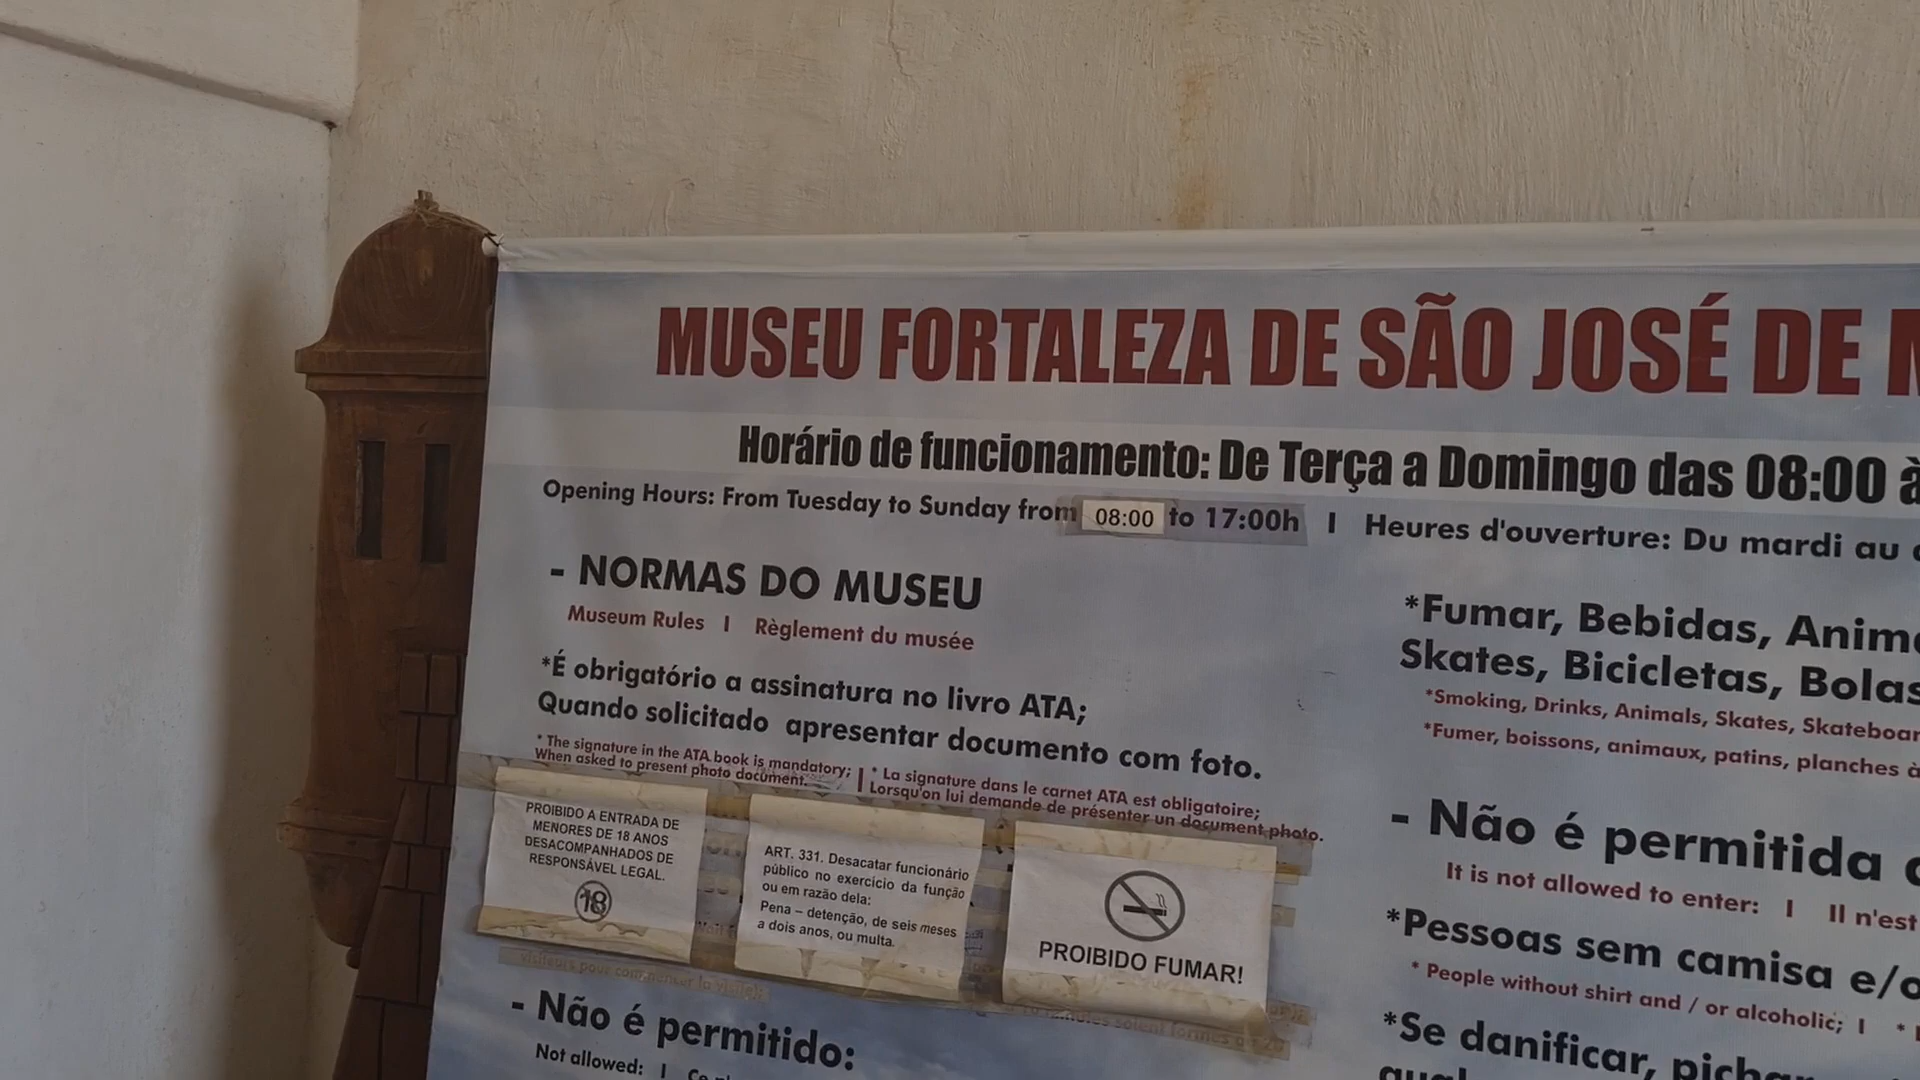 MUSEU FORTALEZA DE SÃO JOSÉ DE
Horário de funcionamento: De Terça a Domingo das 08:00 à
Opening Hours: From Tuesday to Sunday from 08:00 to 17:00h I Heures d'ouverture: Du mardi au
- NORMAS DO MUSEU
Museum Rules I Règlement du musée
*É obrigatório a assinatura no livro ATA;
Quando solicitado apresentar documento com foto.
* The signature in the ATA book is mandatory;
When asked to present photo document.
* La signature dans le carnet ATA est obligatoire;
Lorsqu'on lui demande de présenter un document photo.
PROIBIDO A ENTRADA DE
MENORES DE 18 ANOS
DESACOMPANHADOS DE
RESPONSÁVEL LEGAL.
18
ART. 331. Desacatar funcionário
público no exercício da função
ou em razão dela:
Pena – detenção, de seis meses
a dois anos, ou multa.
PROIBIDO FUMAR!
visiteurs pour commencer la visite
- Não é permitido:
Not allowed: I
*Fumar, Bebidas,
Skates, Bicicletas, Bolas
*Smoking, Drinks, Animals, Skates,
*Fumer, boissons, animaux, patins, planches à
- Não é permitida
It is not allowed to enter: I Il n'est
*Pessoas sem camisa e/o
* People without shirt and / or alcoholic; I *
*Se danificar,